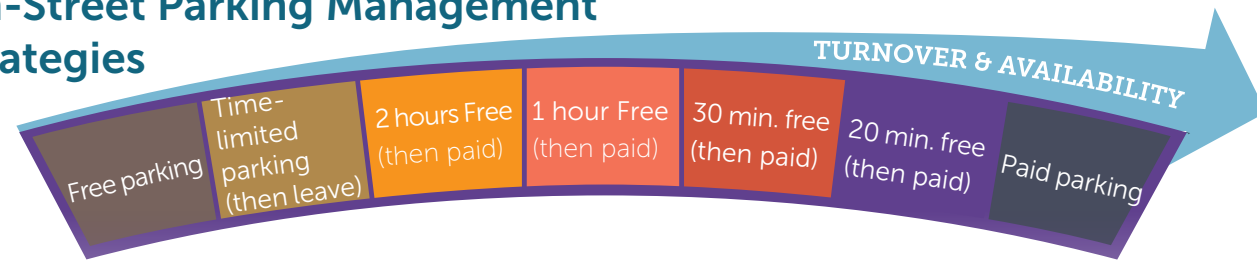 -Street Parking Management
rategies
TURNOVER & AVAILABILITY
Free parking
Time-
limited
parking
(then leave)
2 hours Free
(then paid)
1 hour Free
(then paid)
30 min. free
(then paid)
20 min. free
(then paid)
Paid parking